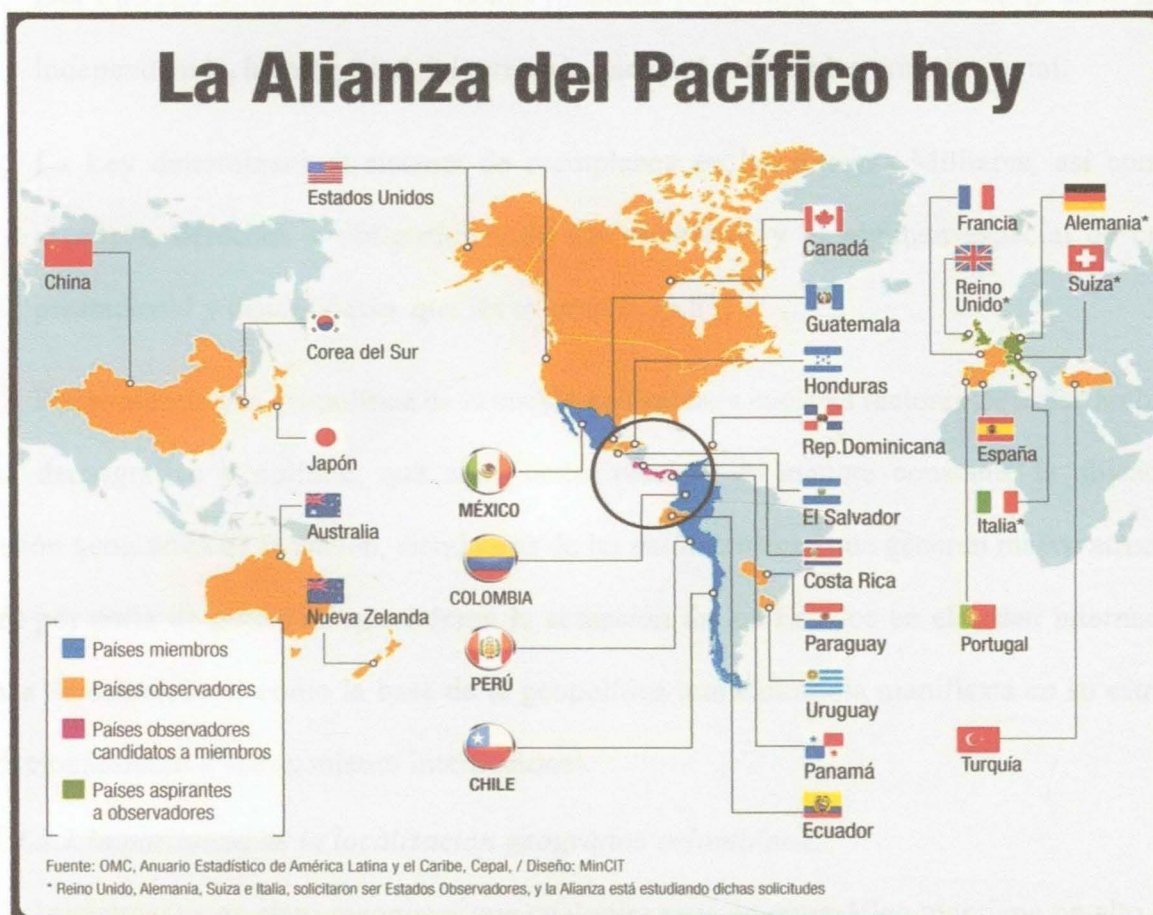 La Alianza del Pacífico hoy
Estados Unidos
China
Corea del Sur
Japón
Australia
Nueva Zelanda
MÉXICO
COLOMBIA
PERÚ
CHILE
Canadá
Guatemala
Honduras
Rep.Dominicana
El Salvador
Costa Rica
Paraguay
Uruguay
Panamá
Ecuador
Francia
Alemania*
Reino
Unido*
Suiza*
España
Italia*
Portugal
Turquía
Países miembros
Países observadores
Países observadores
candidatos a miembros
Países aspirantes
a observadores
Fuente: OMC, Anuario Estadístico de América Latina y el Caribe, Cepal, / Diseño: MinCIT
* Reino Unido, Alemania, Suiza e Italia, solicitaron ser Estados Observadores, y la Alianza está estudiando dichas solicitudes